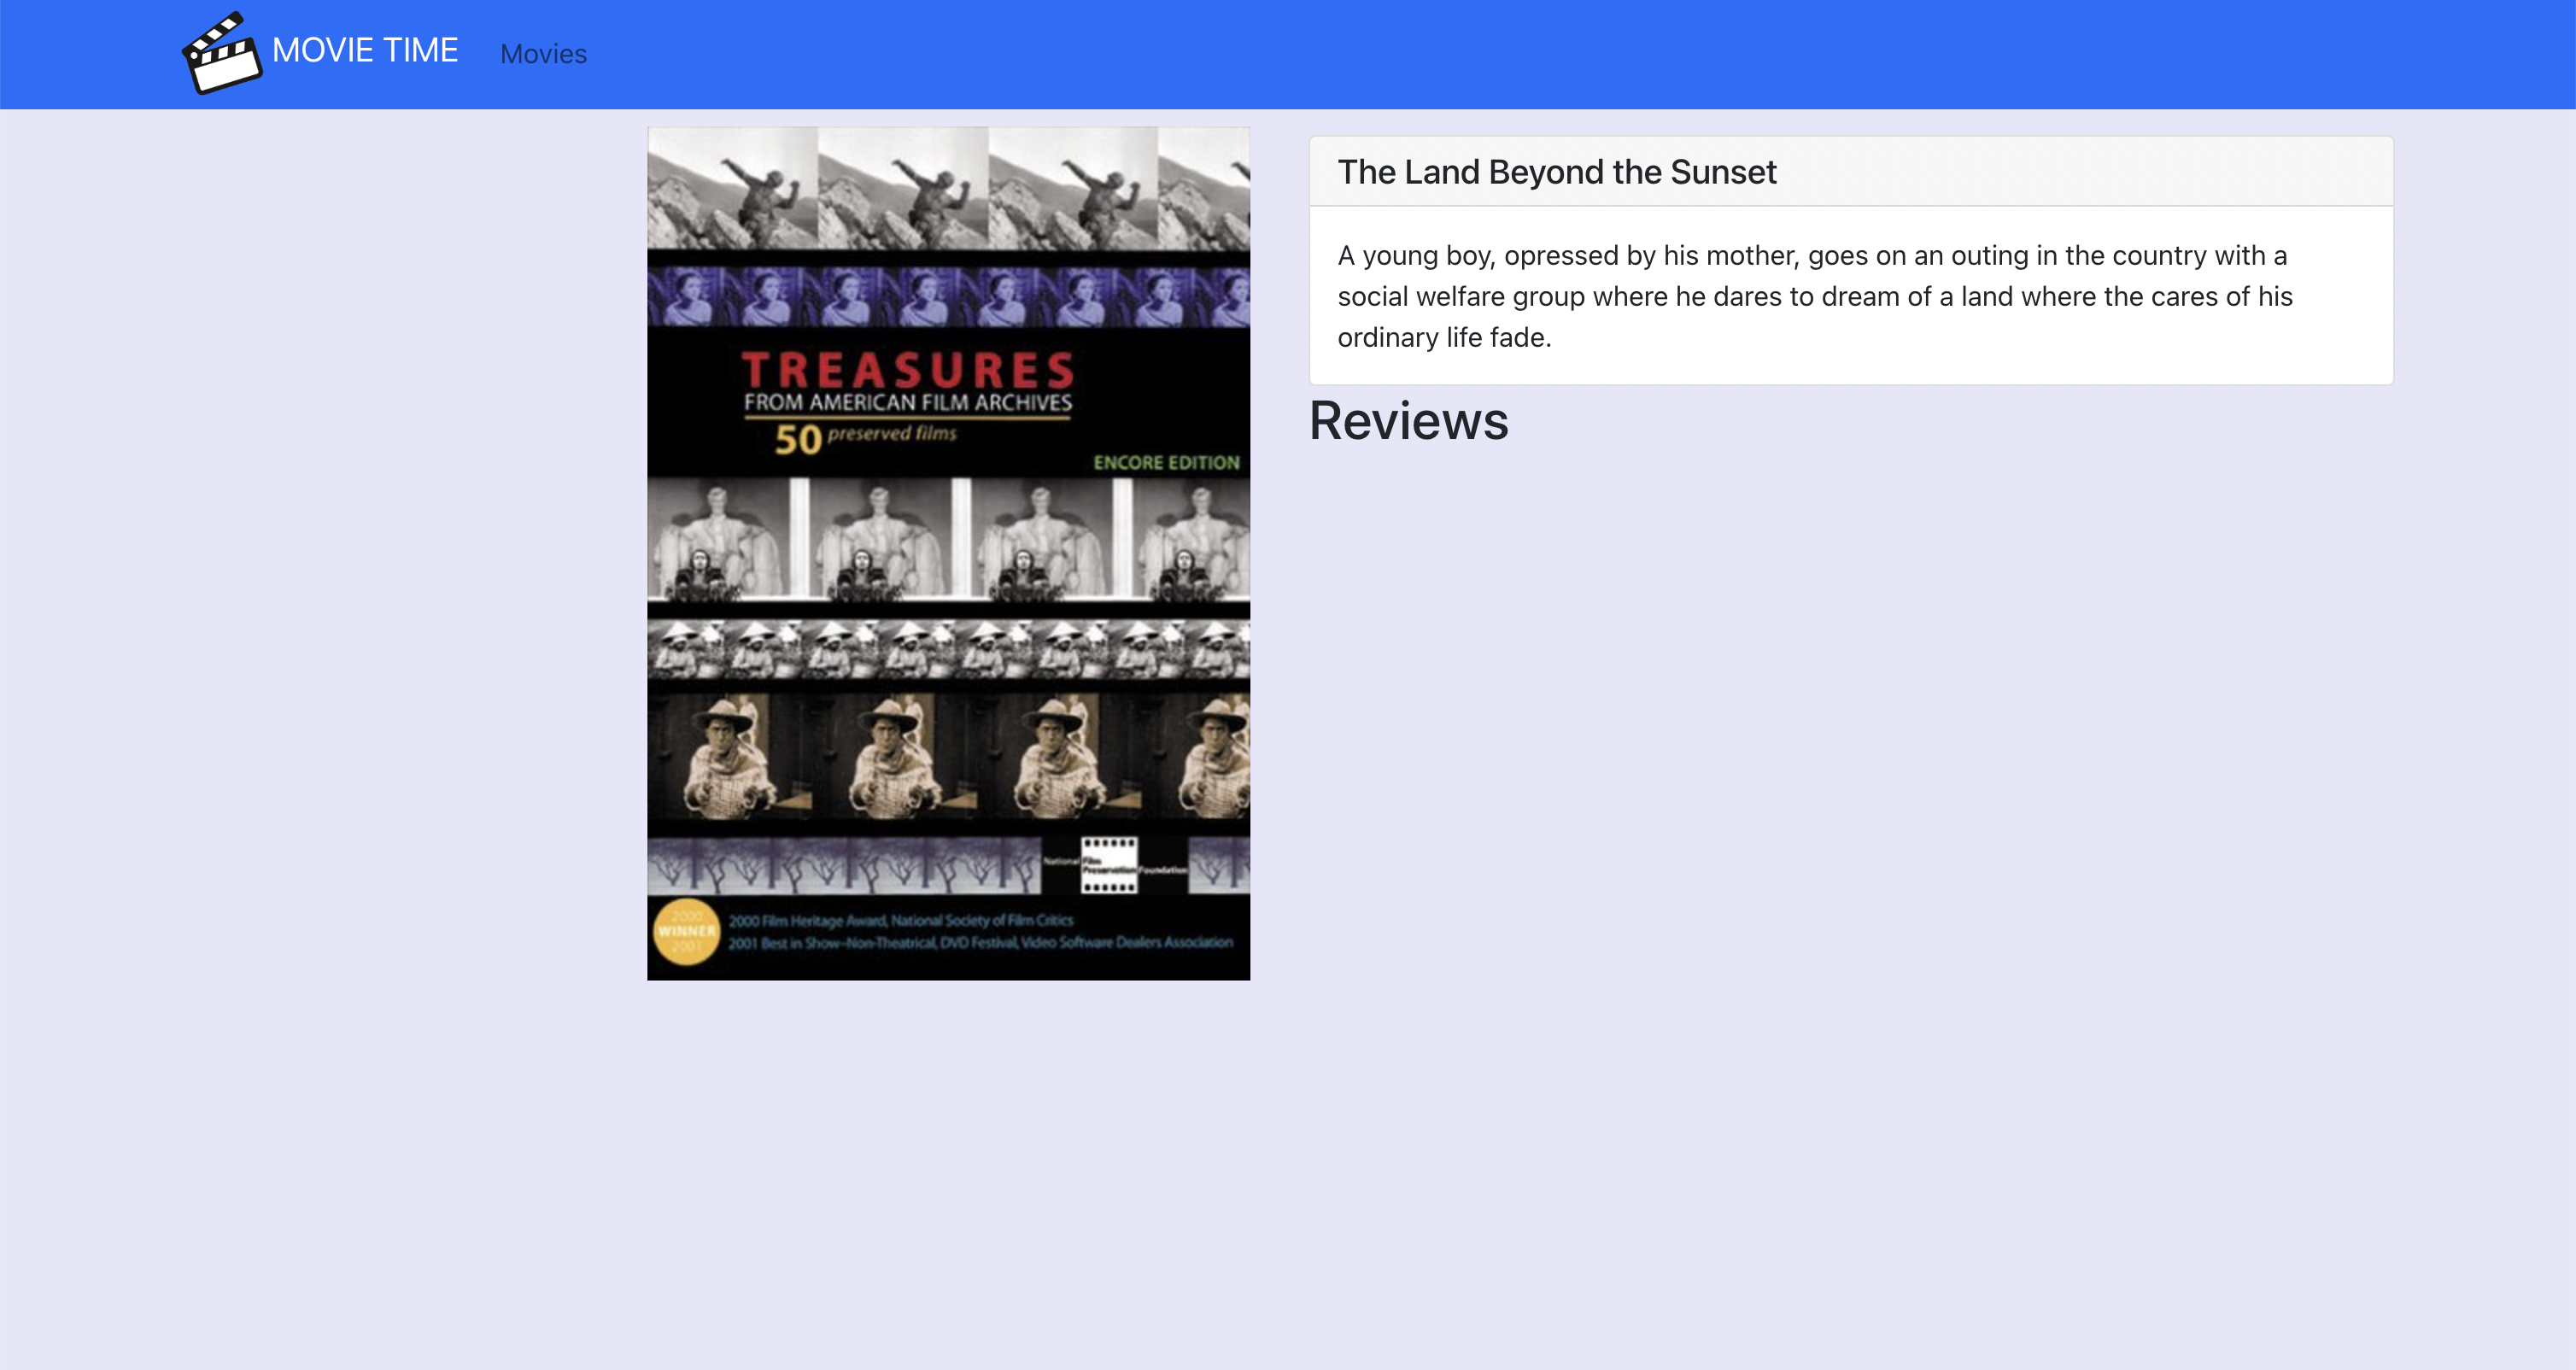 MOVIE TIME
Movies
TREASURES
FROM AMERICAN FILM ARCHIVES
50 preserved films
ENCORE EDITION
National Film Preservation Foundation
2000
WINNER
2001
2000 Film Heritage Award, National Society of Film Critics
2001 Best in Show–Non-Theatrical, DVD Festival, Video Software Dealers Association
The Land Beyond the Sunset
A young boy, opressed by his mother, goes on an outing in the country with a
social welfare group where he dares to dream of a land where the cares of his
ordinary life fade.
Reviews